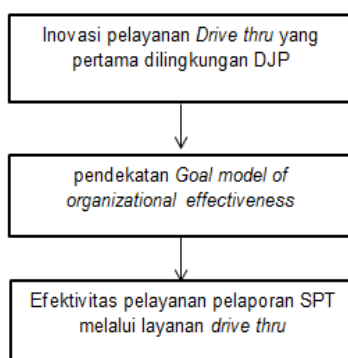 Inovasi pelayanan Drive thru yang
pertama dilingkungan DJP
pendekatan Goal model of
organizational effectiveness
Efektivitas pelayanan pelaporan SPT
melalui layanan drive thru